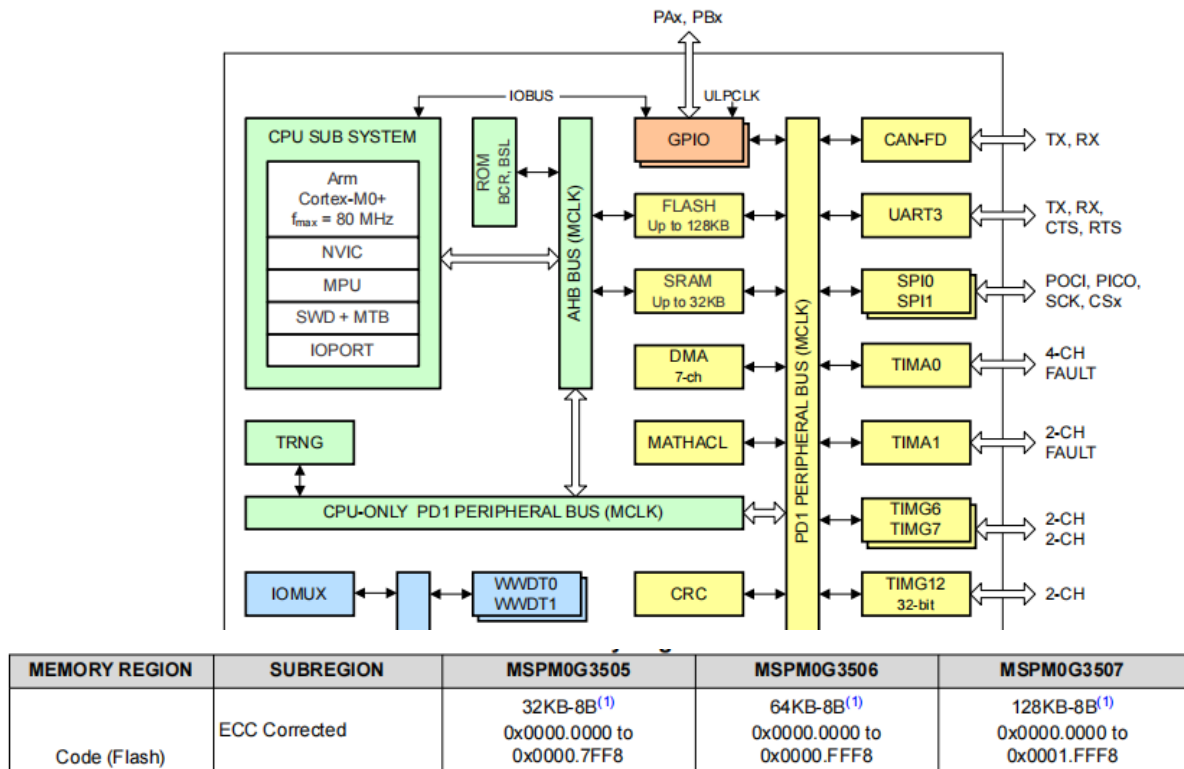 PAx, PBx
IOBUS
ULPCLK
CPU SUB SYSTEM
Arm
Cortex-M0+
fmax = 80 MHz
NVIC
MPU
SWD + MTB
IOPORT
ROM
BCR, BSL
AHB BUS (MCLK)
GPIO
FLASH
Up to 128KB
SRAM
Up to 32KB
DMA
7-ch
MATHACL
CRC
PD1 PERIPHERAL BUS (MCLK)
CAN-FD
TX, RX
UART3
TX, RX,
CTS, RTS
SPI0
SPI1
POCI, PICO,
SCK, CSx
TIMA0
4-CH
FAULT
TIMA1
2-CH
FAULT
TIMG6
TIMG7
2-CH
2-CH
TIMG12
32-bit
2-CH
TRNG
CPU-ONLY PD1 PERIPHERAL BUS (MCLK)
IOMUX
WWDT0
WWDT1
MEMORY REGION SUBREGION MSPM0G3505 MSPM0G3506 MSPM0G3507
Code (Flash)
ECC Corrected
32KB-8B(1)
0x0000.0000 to
0x0000.7FF8
64KB-8B(1)
0x0000.0000 to
0x0000.FFF8
128KB-8B(1)
0x0000.0000 to
0x0001.FFF8